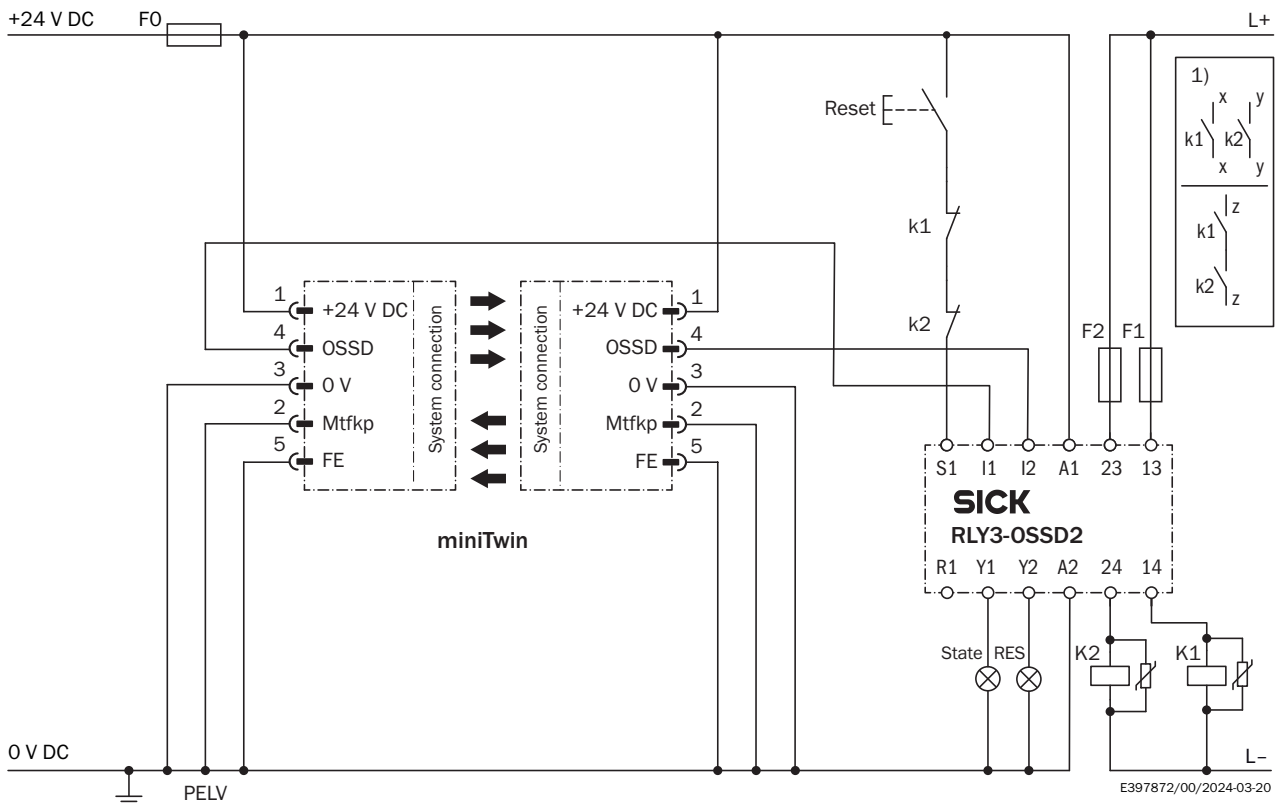 +24 V DC
F0
L+
1)
x y
k1 k2
x y
z
k1
k2
z
Reset
k1
k2
F2 F1
1 +24 V DC
4 OSSD
3 0 V
2 Mtfkp
5 FE
System connection
System connection
+24 V DC 1
OSSD 4
0 V 3
Mtfkp 2
FE 5
miniTwin
S1 I1 I2 A1 23 13
SICK
RLY3-OSSD2
R1 Y1 Y2 A2 24 14
State RES
K2 K1
0 V DC
PELV
L–
E397872/00/2024-03-20